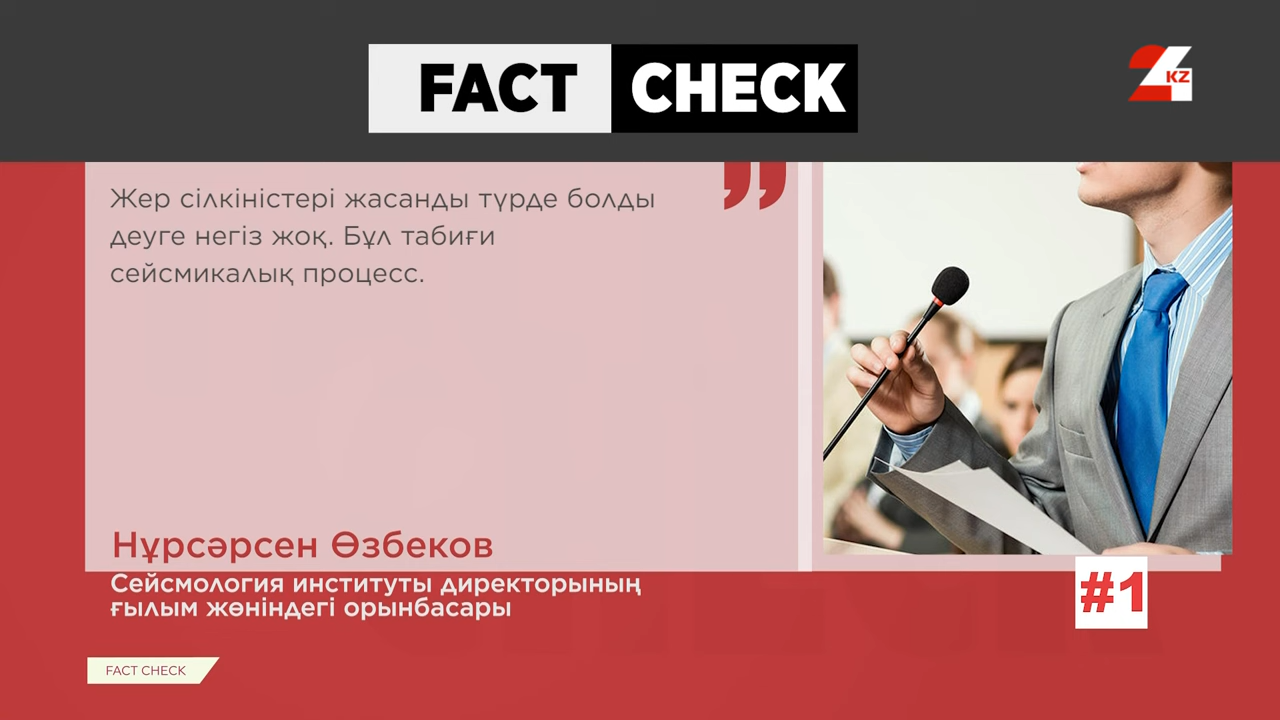 FACT CHECK
24 KZ
Жер сілкіністері жасанды түрде болды
деуге негіз жоқ. Бұл табиғи
сейсмикалық процесс.
Нұрсәрсен Өзбеков
Сейсмология институты директорының
ғылым жөніндегі орынбасары
#1
FACT CHECK